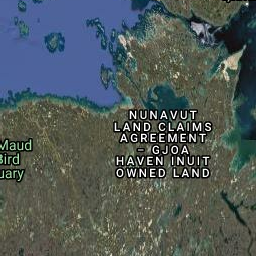 NUNAVUT
LAND CLAIMS
AGREEMENT
– GJOA
HAVEN INUIT
OWNED LAND
Maud
Bird
uary